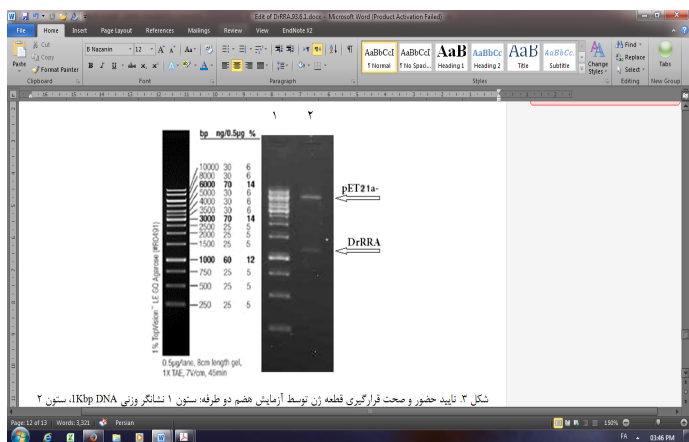 Edit of DrRRA.93.6.1.docx - Microsoft Word (Product Activation Failed)
File Home Insert Page Layout References Mailings Review View EndNote X2
Paste
Cut
Copy
Format Painter
Clipboard
B Nazanin 12
Font
Paragraph
AaBbCcI AaBbCcI AaB AaBbCc AaB AaBbCc.
¶ Normal ¶ No Spaci... Heading 1 Heading 2 Title Subtitle
Change Styles
Styles
Find
Replace
Select
Editing
Tabs
New Group
۱ ۲
bp ng/0.5µg %
10000 30 6
8000 30 6
6000 70 14
5000 30 6
4000 30 6
3500 30 6
3000 70 14
2500 25 5
2000 25 5
1500 25 5
1000 60 12
750 25 5
500 25 5
250 25 5
1% TopVision™ LE GQ Agarose (#R0491)
0.5µg/lane, 8cm length gel,
1X TAE, 7V/cm, 45min
pET21a-
DrRRA
شکل ۳. تایید حضور و صحت قرارگیری قطعه ژن توسط آزمایش هضم دو طرفه: ستون ۱ نشانگر وزنی 1Kbp DNA، ستون ۲
Page: 12 of 13 Words: 3,321 Persian 150%
FA 03:46 PM